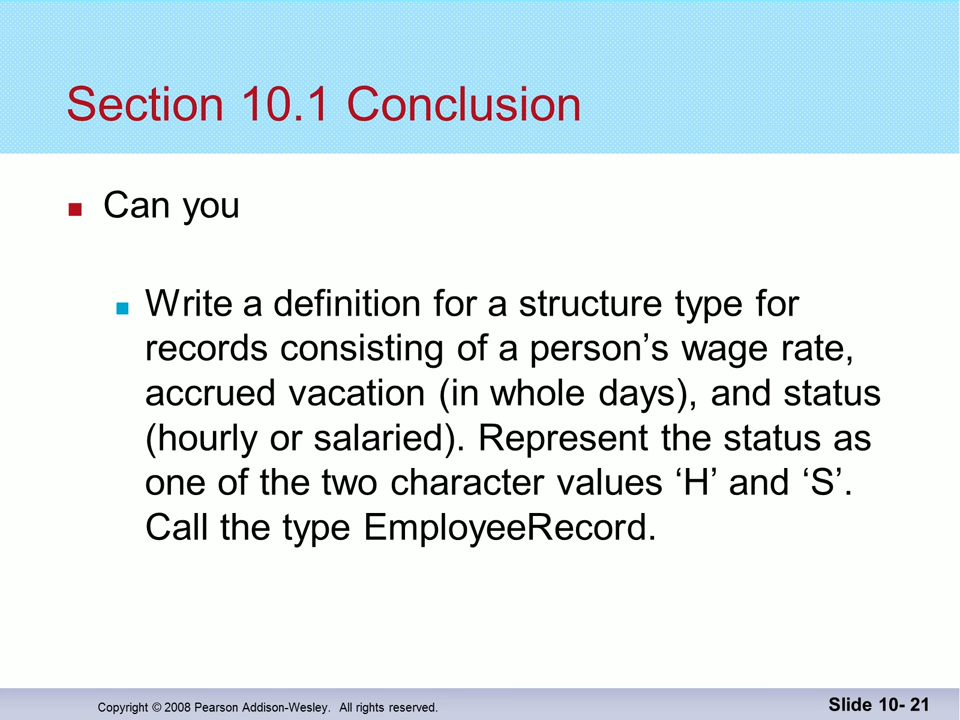 Section 10.1 Conclusion
Can you
Write a definition for a structure type for
records consisting of a person’s wage rate,
accrued vacation (in whole days), and status
(hourly or salaried). Represent the status as
one of the two character values ‘H’ and ‘S’.
Call the type EmployeeRecord.
Copyright © 2008 Pearson Addison-Wesley. All rights reserved.
Slide 10- 21